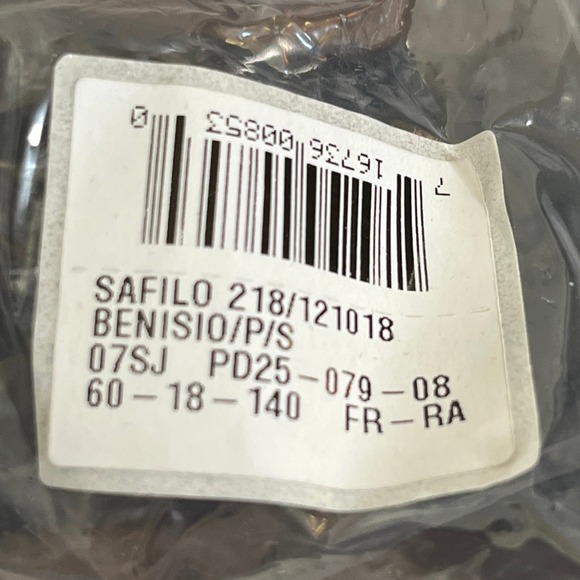 7 16736 00853 0
SAFILO 218/121018
BENISIO/P/S
07SJ PD25-079-08
60-18-140 FR-RA